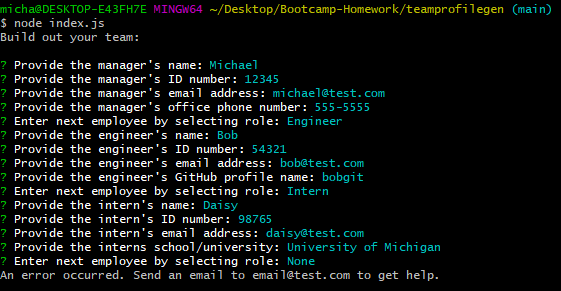 micha@DESKTOP-E43FH7E MINGW64 ~/Desktop/Bootcamp-Homework/teamprofilegen (main)
$ node index.js
Build out your team:
? Provide the manager's name: Michael
? Provide the manager's ID number: 12345
? Provide the manager's email address: michael@test.com
? Provide the manager's office phone number: 555-5555
? Enter next employee by selecting role: Engineer
? Provide the engineer's name: Bob
? Provide the engineer's ID number: 54321
? Provide the engineer's email address: bob@test.com
? Provide the engineer's GitHub profile name: bobgit
? Enter next employee by selecting role: Intern
? Provide the intern's name: Daisy
? Provide the intern's ID number: 98765
? Provide the intern's email address: daisy@test.com
? Provide the interns school/university: University of Michigan
? Enter next employee by selecting role: None
An error occurred. Send an email to email@test.com to get help.